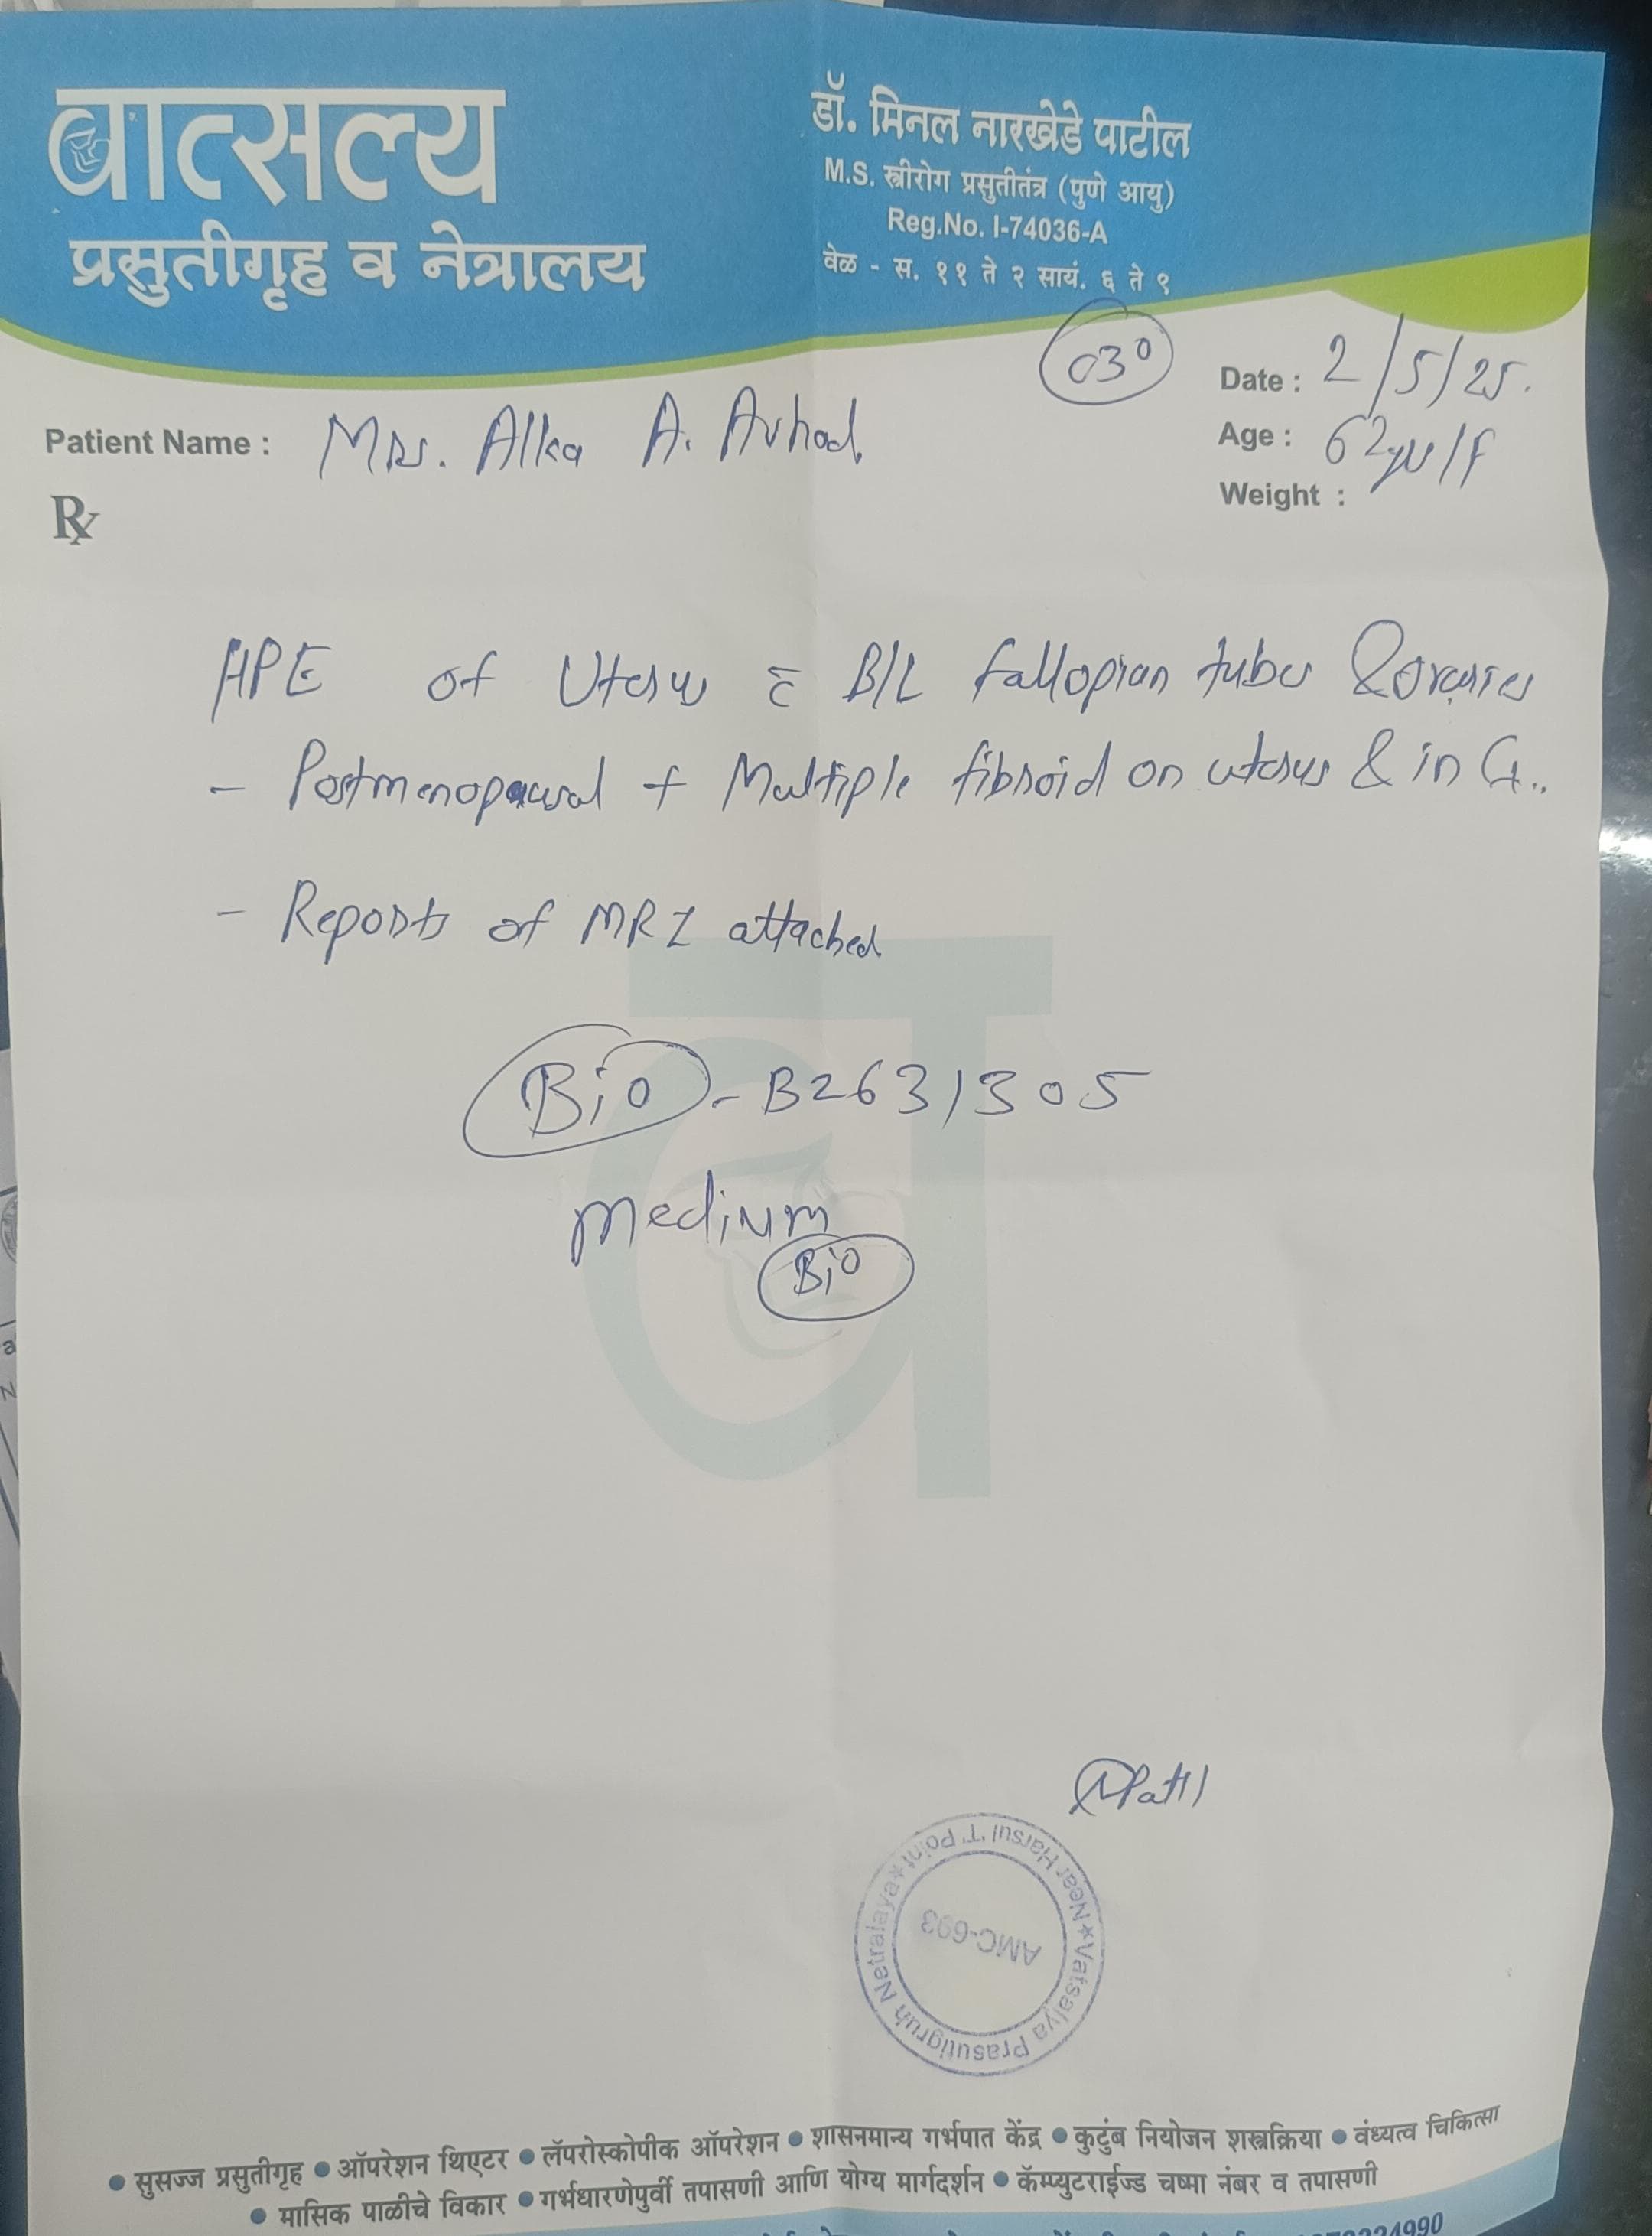 वात्सल्य
प्रसुतीगृह व नेत्रालय
डॉ. मिनल नारखेडे पाटील
M.S. स्त्रीरोग प्रसुतीतंत्र (पुणे आयु)
Reg.No. I-74036-A
वेळ - स. ११ ते २ सायं. ६ ते ९
030
Date : 2/5/25.
Patient Name : Mrs. Alka A. Avhad.
Age : 62yrs/F
Weight :
Rx
HPE of Uterus c̄ B/L fallopian tubes & ovaries
- Postmenopausal + Multiple fibroid on uterus & in Cx..
- Reports of MRI attached
Bio - B2631305
Medium
Bio
Patil
Vatsalya Prasutigruh Netralaya * Near Harsul 'T' Point *
AMC-693
• सुसज्ज प्रसुतीगृह • ऑपरेशन थिएटर • लॅपरोस्कोपीक ऑपरेशन • शासनमान्य गर्भपात केंद्र • कुटुंब नियोजन शस्त्रक्रिया • वंध्यत्व चिकित्सा
• मासिक पाळीचे विकार • गर्भधारणेपुर्वी तपासणी आणि योग्य मार्गदर्शन • कॅम्प्युटराईज्ड चष्मा नंबर व तपासणी